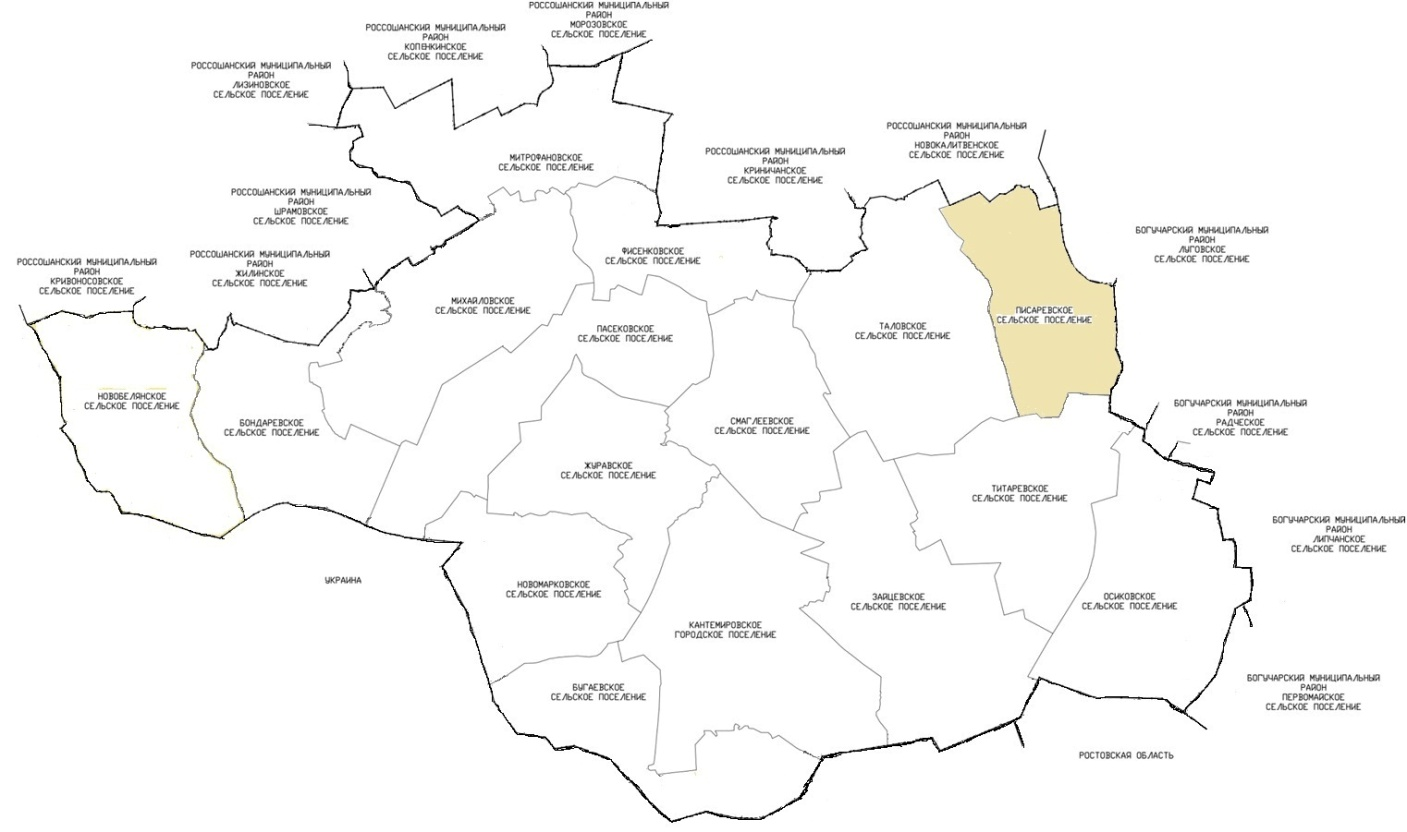 РОССОШАНСКИЙ МУНИЦИПАЛЬНЫЙ
РАЙОН
МОРОЗОВСКОЕ
СЕЛЬСКОЕ ПОСЕЛЕНИЕ
РОССОШАНСКИЙ МУНИЦИПАЛЬНЫЙ
РАЙОН
КОПЕНКИНСКОЕ
СЕЛЬСКОЕ ПОСЕЛЕНИЕ
РОССОШАНСКИЙ МУНИЦИПАЛЬНЫЙ
РАЙОН
ЛИЗИНОВСКОЕ
СЕЛЬСКОЕ ПОСЕЛЕНИЕ
РОССОШАНСКИЙ МУНИЦИПАЛЬНЫЙ
РАЙОН
НОВОКАЛИТВЕНСКОЕ
СЕЛЬСКОЕ ПОСЕЛЕНИЕ
РОССОШАНСКИЙ МУНИЦИПАЛЬНЫЙ
РАЙОН
КРИНИЧАНСКОЕ
СЕЛЬСКОЕ ПОСЕЛЕНИЕ
МИТРОФАНОВСКОЕ
СЕЛЬСКОЕ ПОСЕЛЕНИЕ
РОССОШАНСКИЙ МУНИЦИПАЛЬНЫЙ
РАЙОН
ШРАМОВСКОЕ
СЕЛЬСКОЕ ПОСЕЛЕНИЕ
БОГУЧАРСКИЙ МУНИЦИПАЛЬНЫЙ
РАЙОН
ЛУГОВСКОЕ
СЕЛЬСКОЕ ПОСЕЛЕНИЕ
РОССОШАНСКИЙ МУНИЦИПАЛЬНЫЙ
РАЙОН
ЖИЛИНСКОЕ
СЕЛЬСКОЕ ПОСЕЛЕНИЕ
РОССОШАНСКИЙ МУНИЦИПАЛЬНЫЙ
РАЙОН
КРИВОНОСОВСКОЕ
СЕЛЬСКОЕ ПОСЕЛЕНИЕ
ФИСЕНКОВСКОЕ
СЕЛЬСКОЕ ПОСЕЛЕНИЕ
МИХАЙЛОВСКОЕ
СЕЛЬСКОЕ ПОСЕЛЕНИЕ
ПАСЕКОВСКОЕ
СЕЛЬСКОЕ ПОСЕЛЕНИЕ
ТАЛОВСКОЕ
СЕЛЬСКОЕ ПОСЕЛЕНИЕ
ПИСАРЕВСКОЕ
СЕЛЬСКОЕ ПОСЕЛЕНИЕ
НОВОБЕЛЯНСКОЕ
СЕЛЬСКОЕ ПОСЕЛЕНИЕ
БОНДАРЕВСКОЕ
СЕЛЬСКОЕ ПОСЕЛЕНИЕ
СМАГЛЕЕВСКОЕ
СЕЛЬСКОЕ ПОСЕЛЕНИЕ
БОГУЧАРСКИЙ МУНИЦИПАЛЬНЫЙ
РАЙОН
РАДЧЕСКОЕ
СЕЛЬСКОЕ ПОСЕЛЕНИЕ
ЖУРАВСКОЕ
СЕЛЬСКОЕ ПОСЕЛЕНИЕ
ТИТАРЕВСКОЕ
СЕЛЬСКОЕ ПОСЕЛЕНИЕ
БОГУЧАРСКИЙ МУНИЦИПАЛЬНЫЙ
РАЙОН
ЛИПЧАНСКОЕ
СЕЛЬСКОЕ ПОСЕЛЕНИЕ
УКРАИНА
НОВОМАРКОВСКОЕ
СЕЛЬСКОЕ ПОСЕЛЕНИЕ
ЗАЙЦЕВСКОЕ
СЕЛЬСКОЕ ПОСЕЛЕНИЕ
ОСИКОВСКОЕ
СЕЛЬСКОЕ ПОСЕЛЕНИЕ
КАНТЕМИРОВСКОЕ
ГОРОДСКОЕ ПОСЕЛЕНИЕ
БУГАЕВСКОЕ
СЕЛЬСКОЕ ПОСЕЛЕНИЕ
БОГУЧАРСКИЙ МУНИЦИПАЛЬНЫЙ
РАЙОН
ПЕРВОМАЙСКОЕ
СЕЛЬСКОЕ ПОСЕЛЕНИЕ
РОСТОВСКАЯ ОБЛАСТЬ